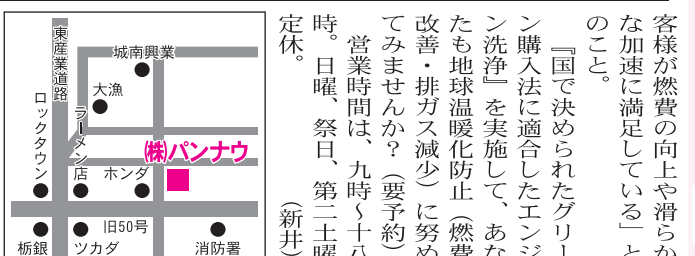 客様が燃費の向上や滑らか
な加速に満足している」と
のこと。
『国で決められたグリー
ン購入法に適合したエンジ
ン洗浄』を実施して、あな
たも地球温暖化防止（燃費
改善・排ガス減少）に努め
てみませんか？（要予約）
営業時間は、九時〜十八
時。日曜、祭日、第二土曜
定休。
（新井）
東産業道路
城南興業
大漁
ロックタウン
ラーメン店
㈱パンナウ
ホンダ
旧50号
栃銀
ツカダ
消防署